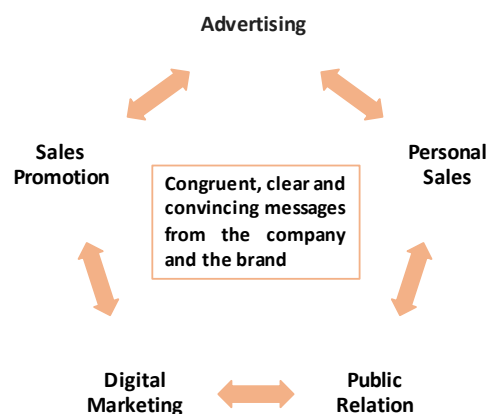 Advertising
Sales
Promotion
Personal
Sales
Congruent, clear and
convincing messages
from the company
and the brand
Digital
Marketing
Public
Relation